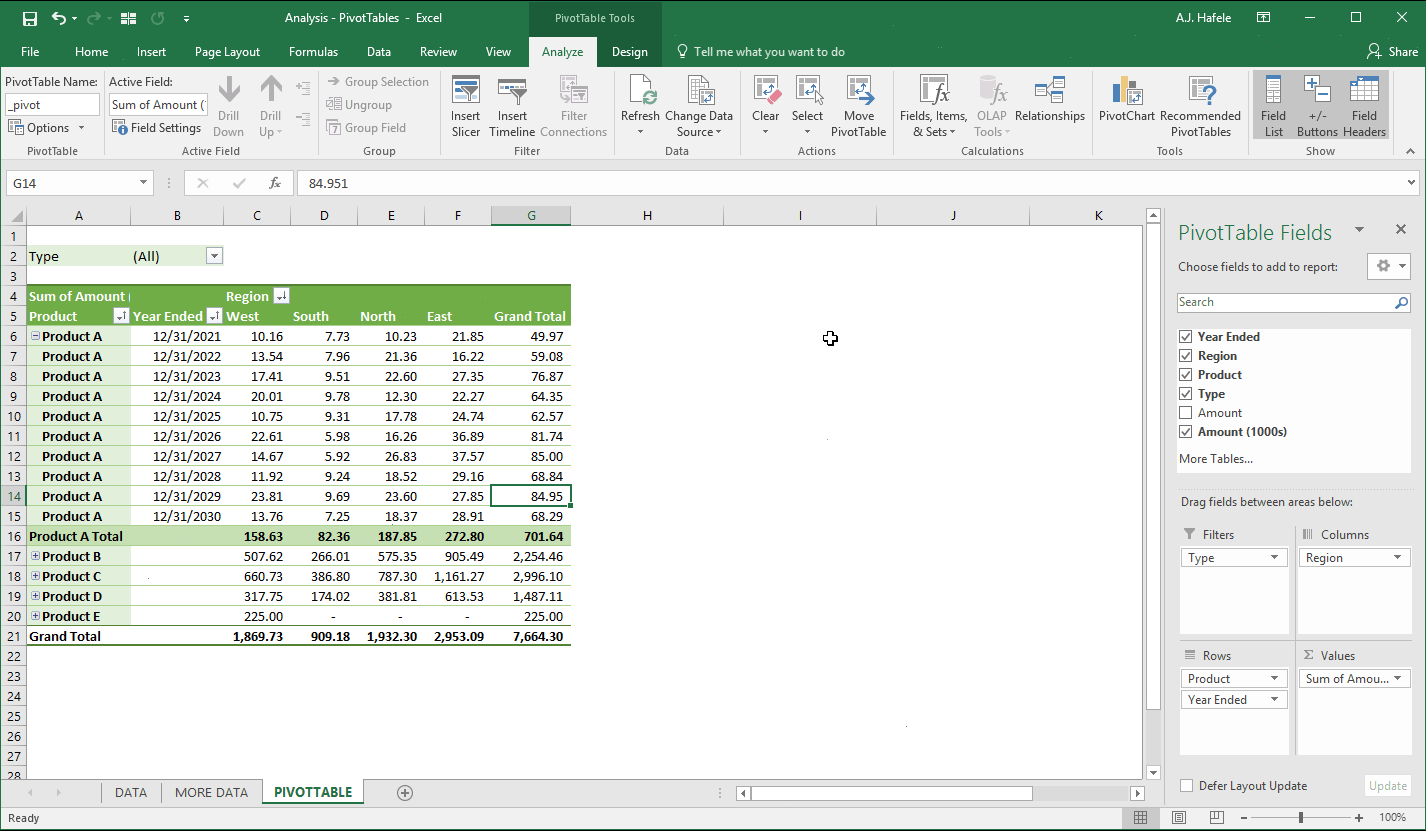 Analysis - PivotTables - Excel
PivotTable Tools
A.J. Hafele
File Home Insert Page Layout Formulas Data Review View Analyze Design Tell me what you want to do Share
PivotTable Name:
_pivot
Options
PivotTable
Active Field:
Sum of Amount (
Field Settings
Drill Down
Drill Up
Active Field
Group Selection
Ungroup
Group Field
Group
Insert Slicer
Insert Timeline
Filter Connections
Filter
Refresh
Change Data Source
Data
Clear
Select
Move PivotTable
Actions
Fields, Items, & Sets
OLAP Tools
Relationships
Calculations
PivotChart
Recommended PivotTables
Tools
Field List
+/- Buttons
Field Headers
Show
G14 fx 84.951
A B C D E F G H I J K
1
2 Type (All)
3
4 Sum of Amount ( Region
5 Product Year Ended West South North East Grand Total
6 Product A 12/31/2021 10.16 7.73 10.23 21.85 49.97
7 Product A 12/31/2022 13.54 7.96 21.36 16.22 59.08
8 Product A 12/31/2023 17.41 9.51 22.60 27.35 76.87
9 Product A 12/31/2024 20.01 9.78 12.30 22.27 64.35
10 Product A 12/31/2025 10.75 9.31 17.78 24.74 62.57
11 Product A 12/31/2026 22.61 5.98 16.26 36.89 81.74
12 Product A 12/31/2027 14.67 5.92 26.83 37.57 85.00
13 Product A 12/31/2028 11.92 9.24 18.52 29.16 68.84
14 Product A 12/31/2029 23.81 9.69 23.60 27.85 84.95
15 Product A 12/31/2030 13.76 7.25 18.37 28.91 68.29
16 Product A Total 158.63 82.36 187.85 272.80 701.64
17 Product B 507.62 266.01 575.35 905.49 2,254.46
18 Product C 660.73 386.80 787.30 1,161.27 2,996.10
19 Product D 317.75 174.02 381.81 613.53 1,487.11
20 Product E 225.00 - - - 225.00
21 Grand Total 1,869.73 909.18 1,932.30 2,953.09 7,664.30
22
23
24
25
26
27
28
PivotTable Fields
Choose fields to add to report:
Search
Year Ended
Region
Product
Type
Amount
Amount (1000s)
More Tables...
Drag fields between areas below:
Filters
Type
Columns
Region
Rows
Product
Year Ended
Σ Values
Sum of Amou...
Defer Layout Update Update
DATA MORE DATA PIVOTTABLE
Ready 100%